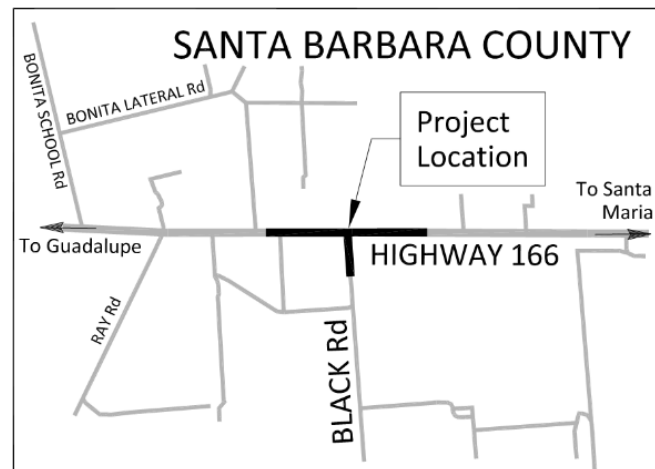 SANTA BARBARA COUNTY
BONITA SCHOOL Rd
BONITA LATERAL Rd
Project
Location
To Santa
Maria
To Guadalupe
HIGHWAY 166
RAY Rd
BLACK Rd